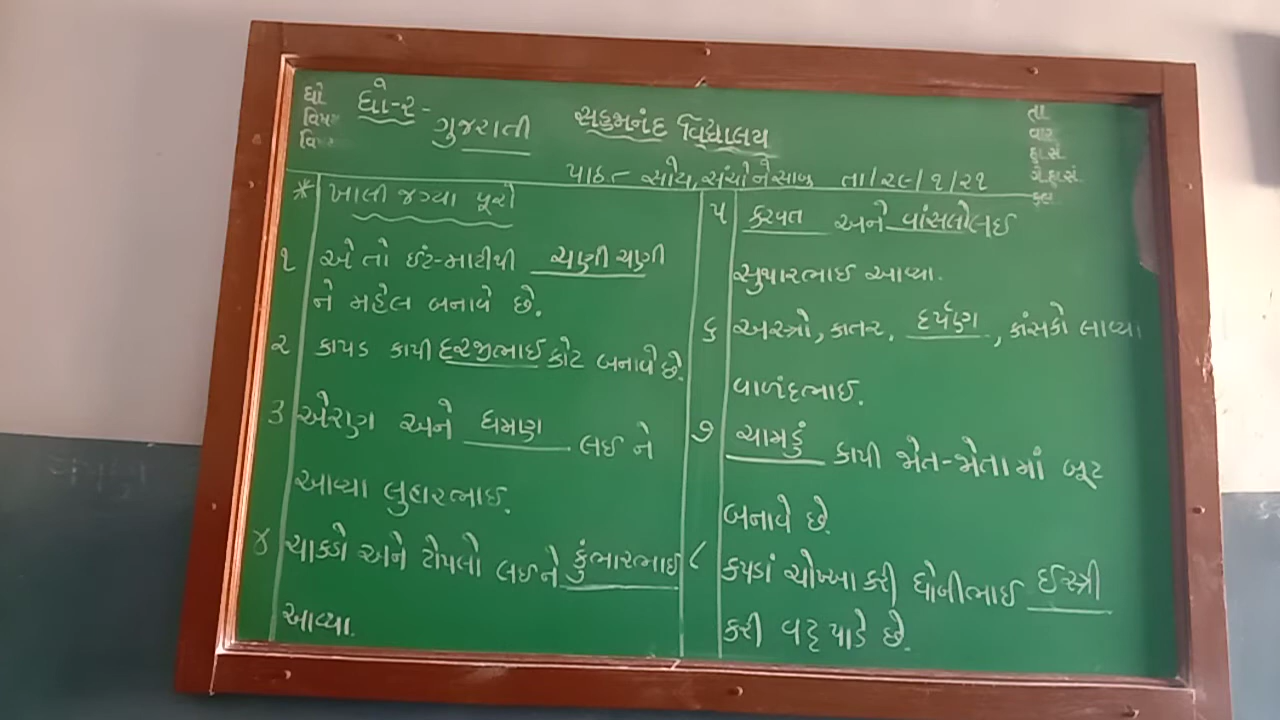 ધો
વિષય
વિષ
ધો-૨-
ગુજરાતી
સહજાનંદ વિદ્યાલય
તા
વાર
હા.સં
ગે.હા.સં
કુલ
પાઠ - સોય, સંચો ને સાબુ તા/૨૯/૧/૨૧
* ખાલી જગ્યા પૂરો
૧ એ તો ઈંટ-માટીથી ચણી ચણી
ને મહેલ બનાવે છે.
૨ કાપડ કાપી દરજીભાઈ કોટ બનાવે છે.
૩ એરણ અને ધમણ લઈ ને
આવ્યા લુહારભાઈ.
૪ ચાકડો અને ટોપલો લઈને કુંભારભાઈ
આવ્યા.
૫ કરવત અને વાંસલો લઈ
સુથારભાઈ આવ્યા.
૬ અસ્ત્રો, કાતર, દર્પણ, કાંસકો લાવ્યા
વાળંદભાઈ.
૭ ચામડું કાપી જોત-જોતામાં બૂટ
બનાવે છે.
૮ કપડાં ચોખ્ખા કરી ધોબીભાઈ ઈસ્ત્રી
કરી વટ્ટ પાડે છે.